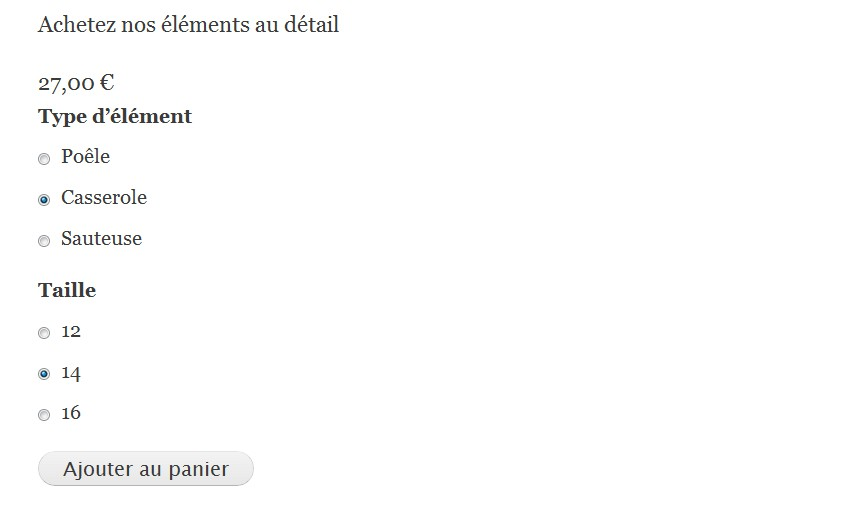 Achetez nos éléments au détail
27,00 €
Type d’élément
Poêle
Casserole
Sauteuse
Taille
12
14
16
Ajouter au panier